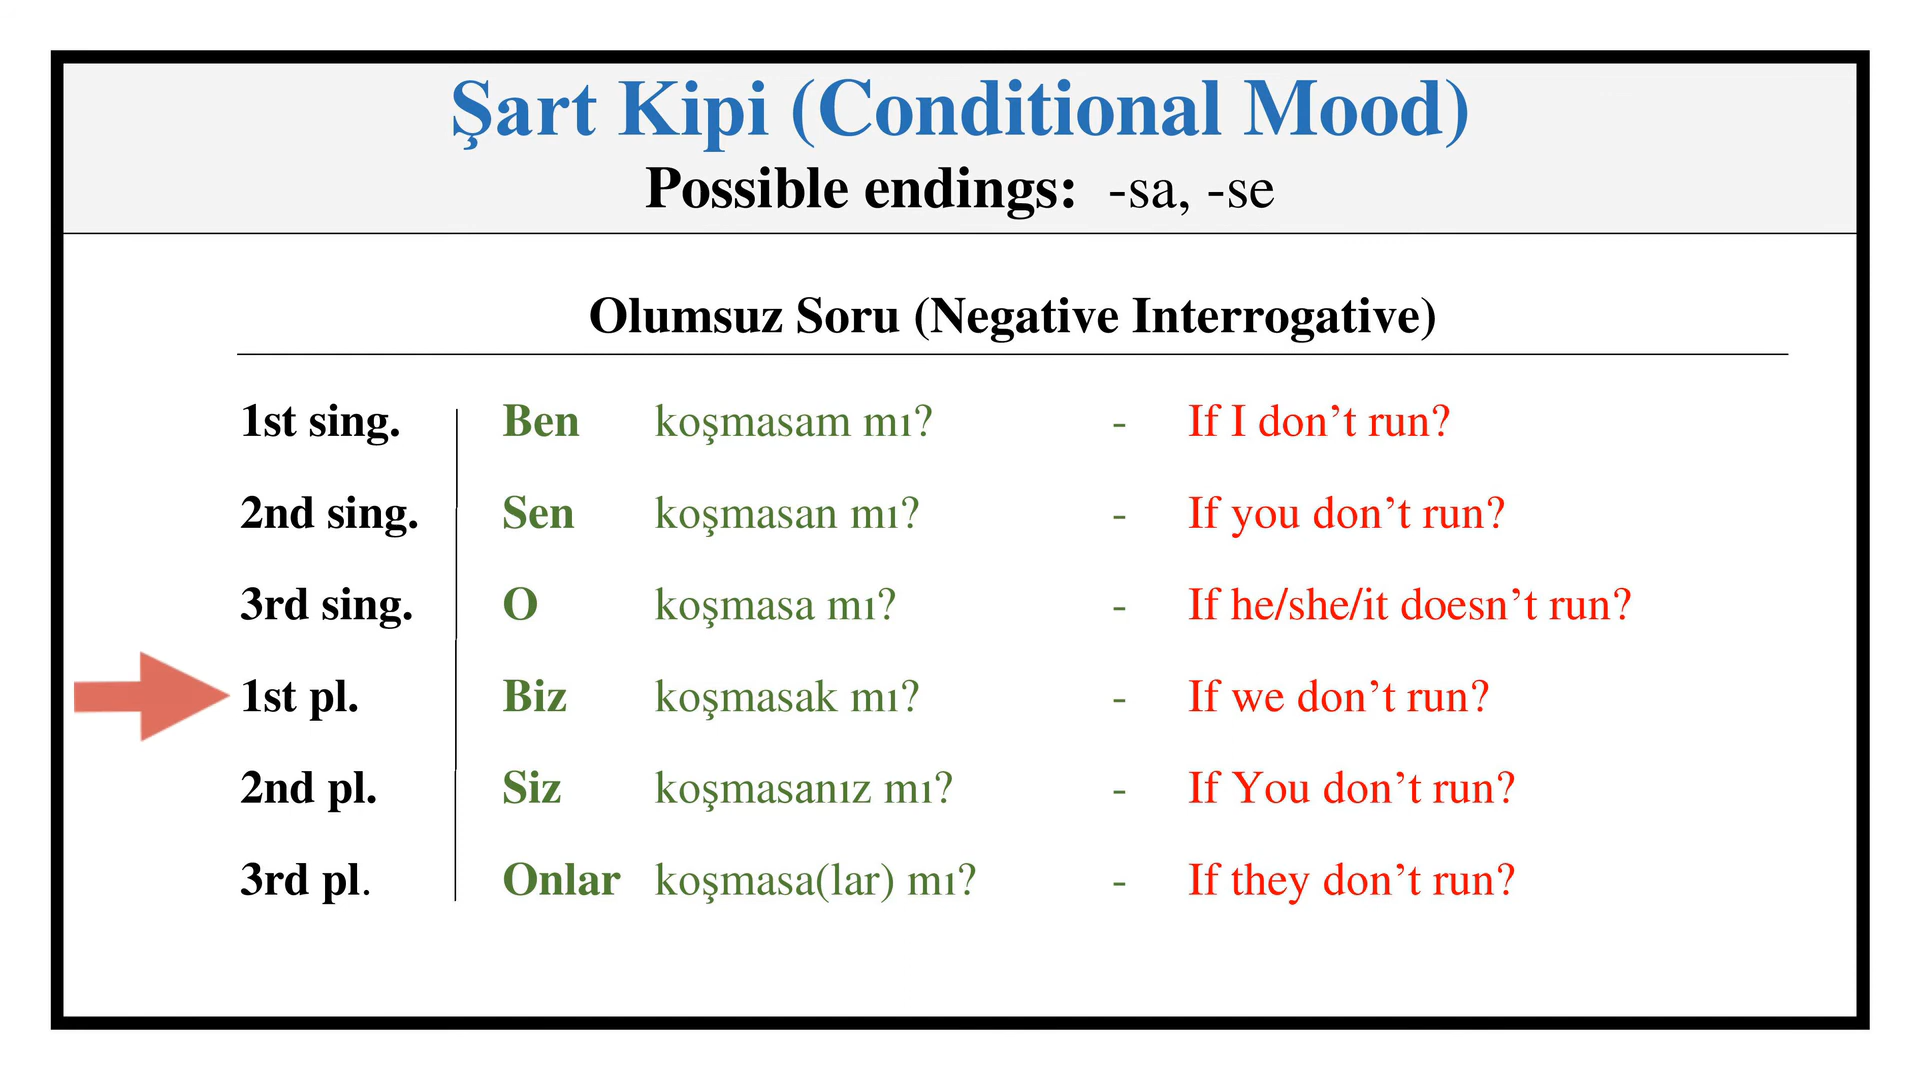 Şart Kipi (Conditional Mood)
Possible endings: -sa, -se
Olumsuz Soru (Negative Interrogative)
1st sing. Ben koşmasam mı? - If I don’t run?
2nd sing. Sen koşmasan mı? - If you don’t run?
3rd sing. O koşmasa mı? - If he/she/it doesn’t run?
1st pl. Biz koşmasak mı? - If we don’t run?
2nd pl. Siz koşmasanız mı? - If You don’t run?
3rd pl. Onlar koşmasa(lar) mı? - If they don’t run?